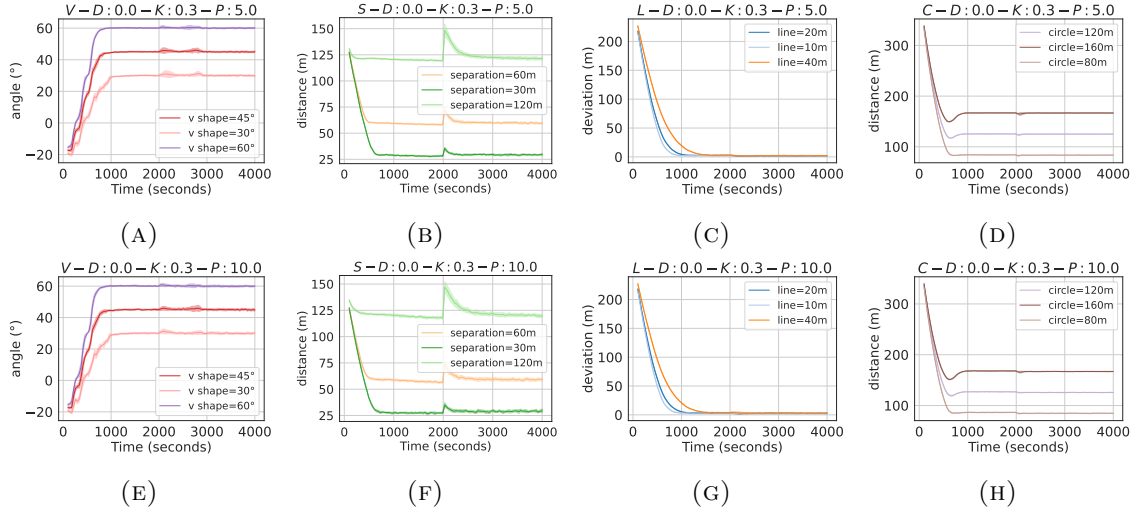 V − D : 0.0 − K : 0.3 − P : 5.0
angle (°)
60
40
20
0
−20
v shape=45°
v shape=30°
v shape=60°
0 1000 2000 3000 4000
Time (seconds)
(A)
S − D : 0.0 − K : 0.3 − P : 5.0
distance (m)
150
125
100
75
50
25
separation=60m
separation=30m
separation=120m
0 1000 2000 3000 4000
Time (seconds)
(B)
L − D : 0.0 − K : 0.3 − P : 5.0
deviation (m)
200
150
100
50
0
line=20m
line=10m
line=40m
0 1000 2000 3000 4000
Time (seconds)
(C)
C − D : 0.0 − K : 0.3 − P : 5.0
distance (m)
300
200
100
circle=120m
circle=160m
circle=80m
0 1000 2000 3000 4000
Time (seconds)
(D)
V − D : 0.0 − K : 0.3 − P : 10.0
angle (°)
60
40
20
0
−20
v shape=45°
v shape=30°
v shape=60°
0 1000 2000 3000 4000
Time (seconds)
(E)
S − D : 0.0 − K : 0.3 − P : 10.0
distance (m)
150
125
100
75
50
25
separation=60m
separation=30m
separation=120m
0 1000 2000 3000 4000
Time (seconds)
(F)
L − D : 0.0 − K : 0.3 − P : 10.0
deviation (m)
200
150
100
50
0
line=20m
line=10m
line=40m
0 1000 2000 3000 4000
Time (seconds)
(G)
C − D : 0.0 − K : 0.3 − P : 10.0
distance (m)
300
200
100
circle=120m
circle=160m
circle=80m
0 1000 2000 3000 4000
Time (seconds)
(H)